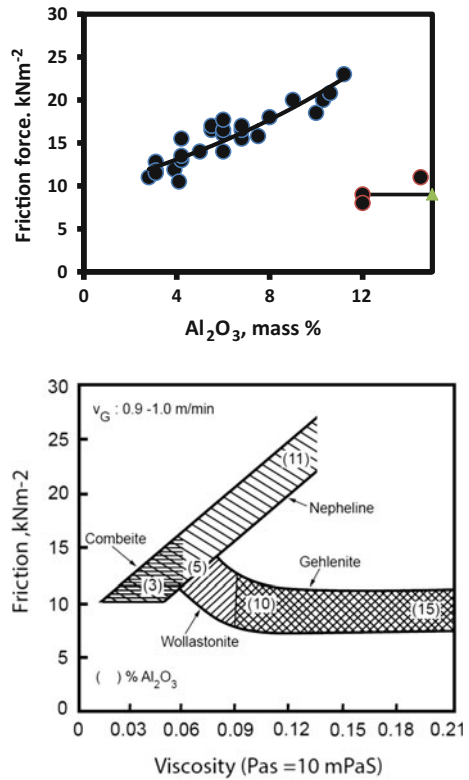 Friction force. kNm-2
30
25
20
15
10
5
0
0 4 8 12
Al2O3, mass %
Friction ,kNm-2
30
25
20
15
10
5
0
vG : 0.9 -1.0 m/min
(11)
Combeite
Nepheline
(5)
Gehlenite
(3)
(10)
(15)
Wollastonite
( ) % Al2O3
0 0.03 0.06 0.09 0.12 0.15 0.18 0.21
Viscosity (Pas =10 mPaS)